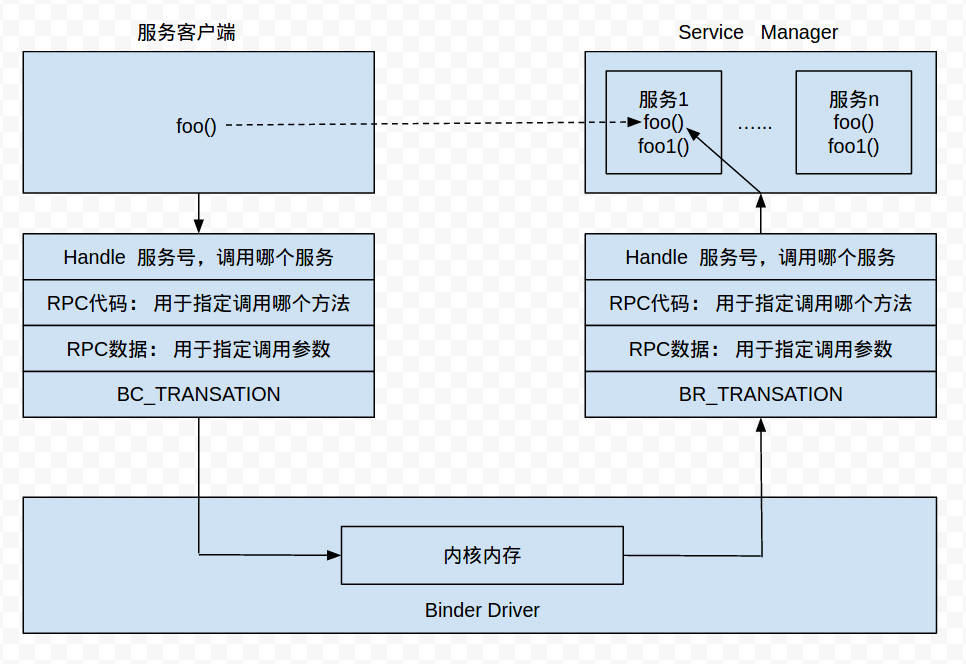 服务客户端
foo()
Service Manager
服务1
foo()
foo1()
……
服务n
foo()
foo1()
Handle 服务号，调用哪个服务
RPC代码： 用于指定调用哪个方法
RPC数据： 用于指定调用参数
BC_TRANSATION
Handle 服务号，调用哪个服务
RPC代码： 用于指定调用哪个方法
RPC数据： 用于指定调用参数
BR_TRANSATION
内核内存
Binder Driver